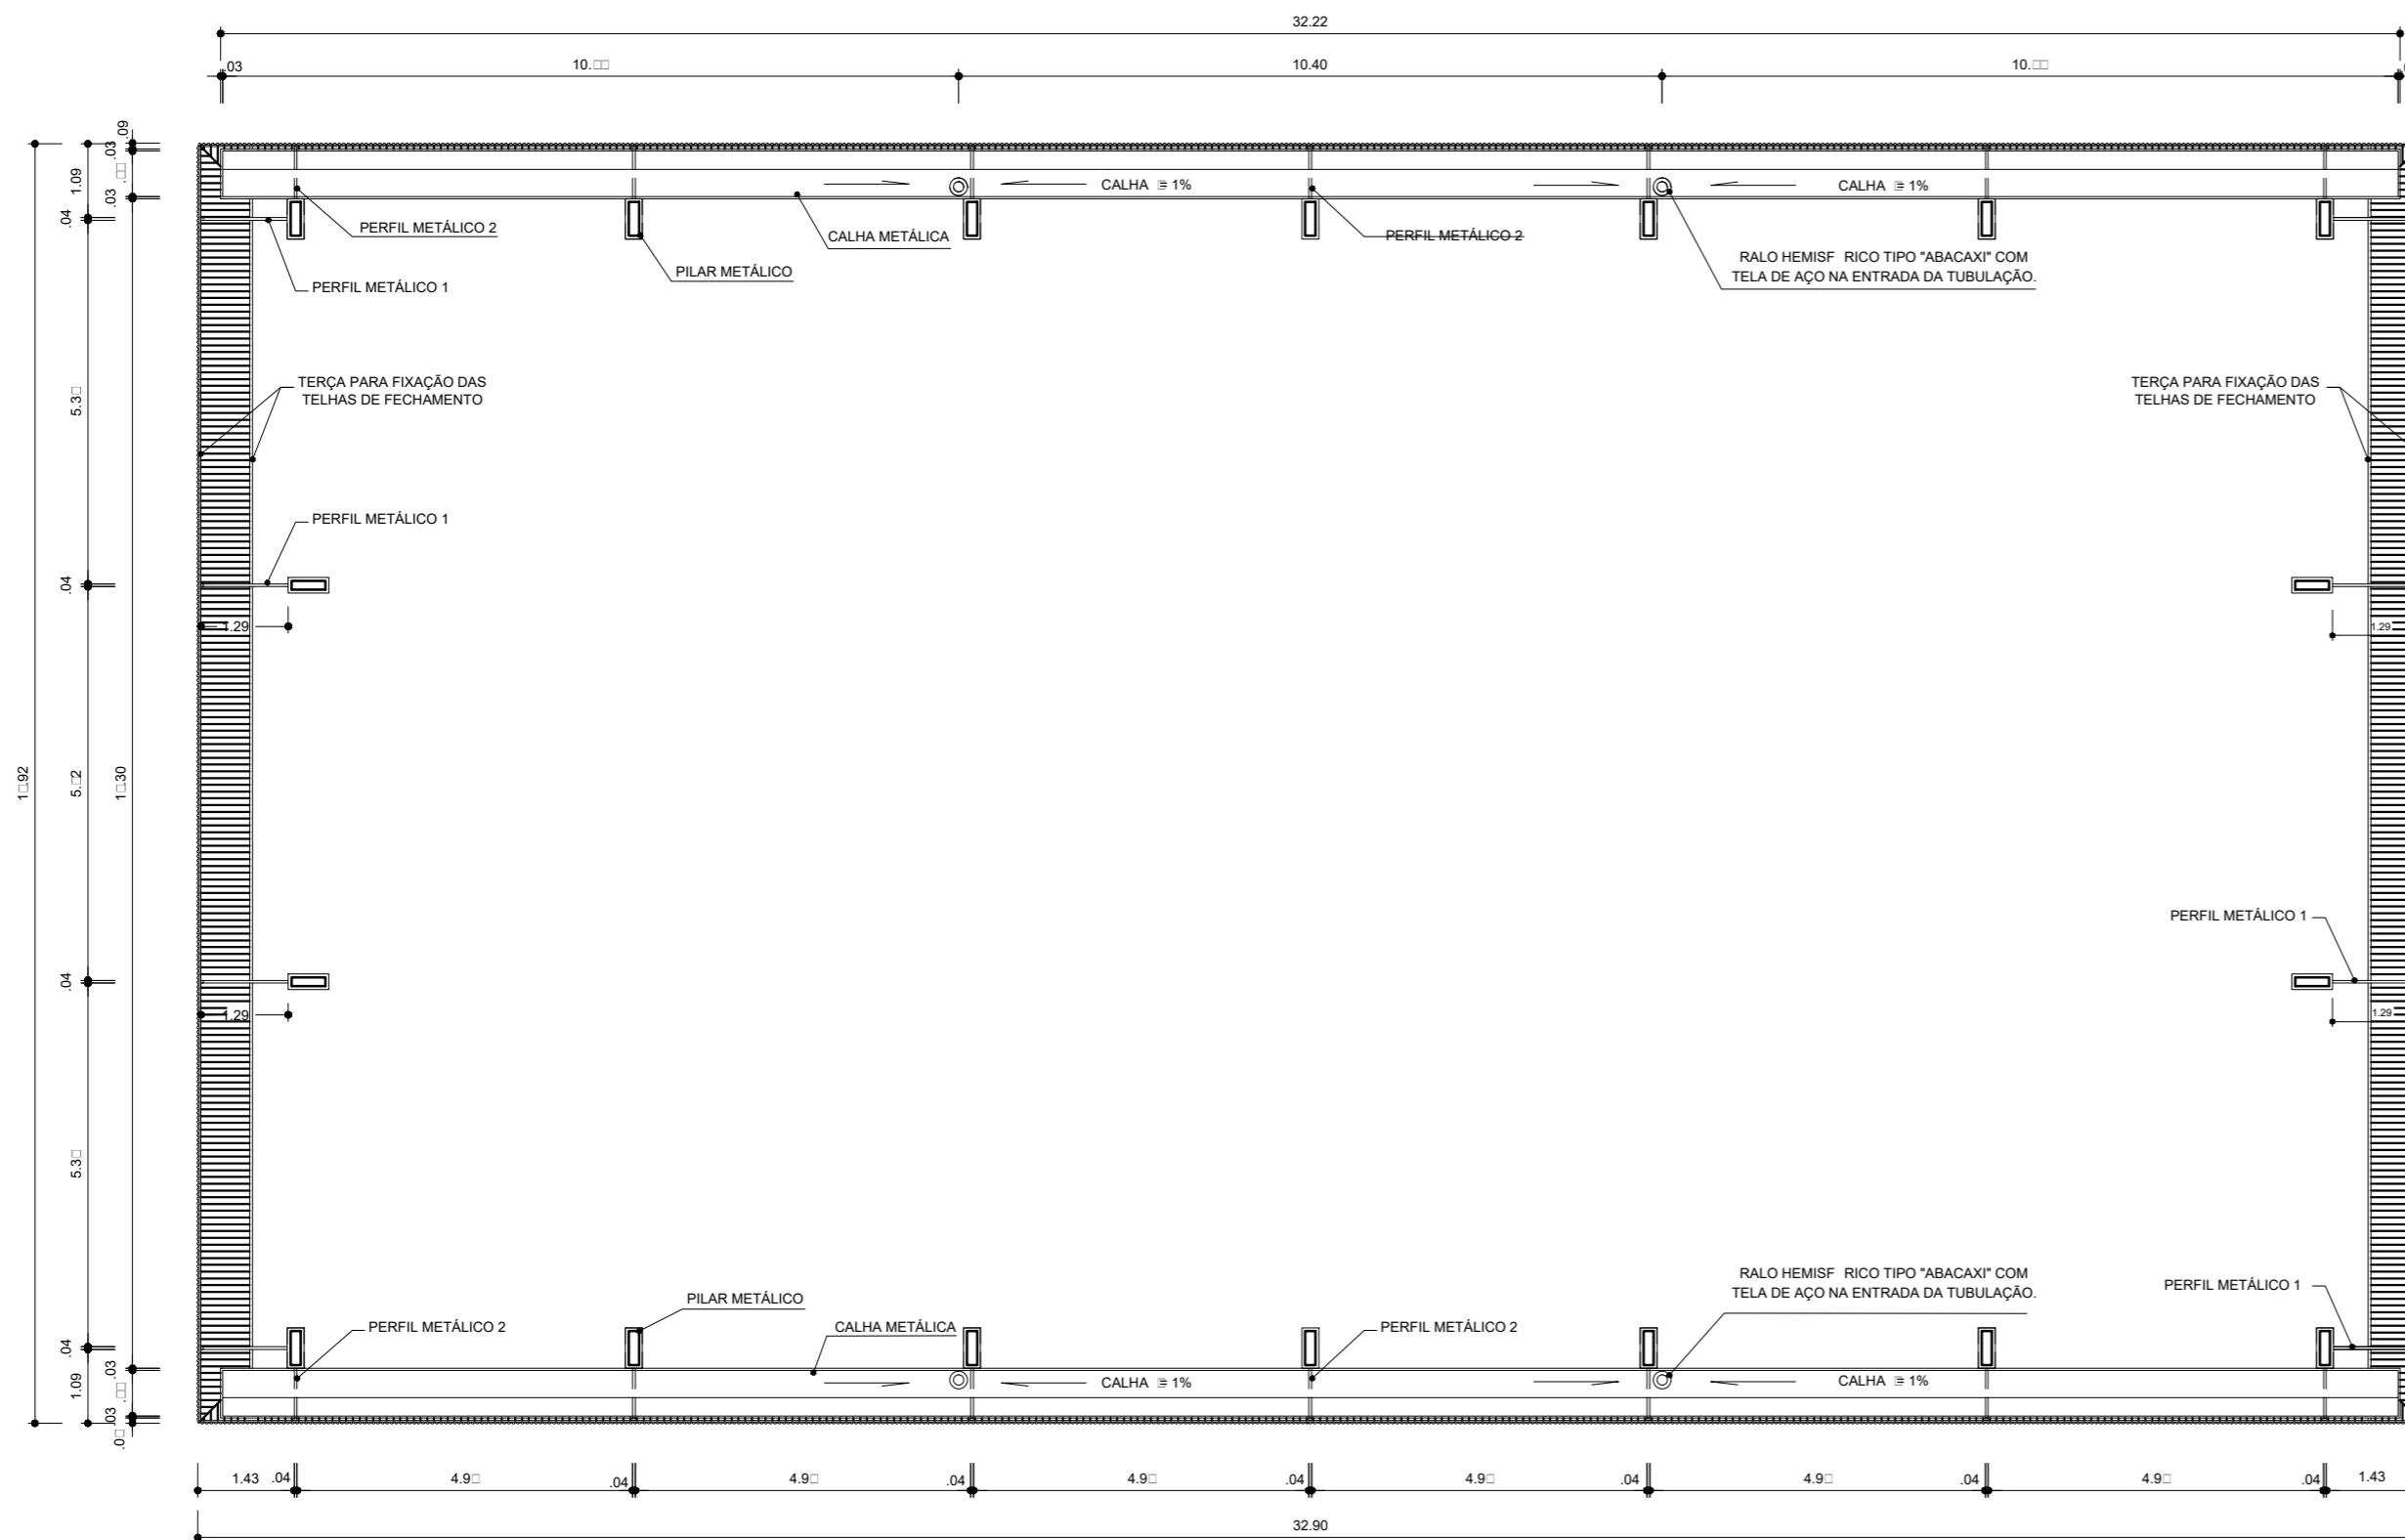 32.22
.03
10.□□
10.40
10.□□
.09
.03
.□□
.03
1.09
.04
CALHA 1%
CALHA 1%
PERFIL METÁLICO 2
CALHA METÁLICA
PERFIL METÁLICO 2
PILAR METÁLICO
PERFIL METÁLICO 1
RALO HEMISF RICO TIPO "ABACAXI" COM
TELA DE AÇO NA ENTRADA DA TUBULAÇÃO.
TERÇA PARA FIXAÇÃO DAS
TELHAS DE FECHAMENTO
TERÇA PARA FIXAÇÃO DAS
TELHAS DE FECHAMENTO
5.3□
PERFIL METÁLICO 1
.04
1.29
1.29
1□.92
5.□2
1□.30
PERFIL METÁLICO 1
.04
1.29
1.29
5.3□
RALO HEMISF RICO TIPO "ABACAXI" COM
TELA DE AÇO NA ENTRADA DA TUBULAÇÃO.
PERFIL METÁLICO 1
PILAR METÁLICO
PERFIL METÁLICO 2
CALHA METÁLICA
PERFIL METÁLICO 2
.04
.03
1.09
.□□
.03
.0□
CALHA 1%
CALHA 1%
1.43
.04
4.9□
.04
4.9□
.04
4.9□
.04
4.9□
.04
4.9□
.04
4.9□
.04
1.43
32.90